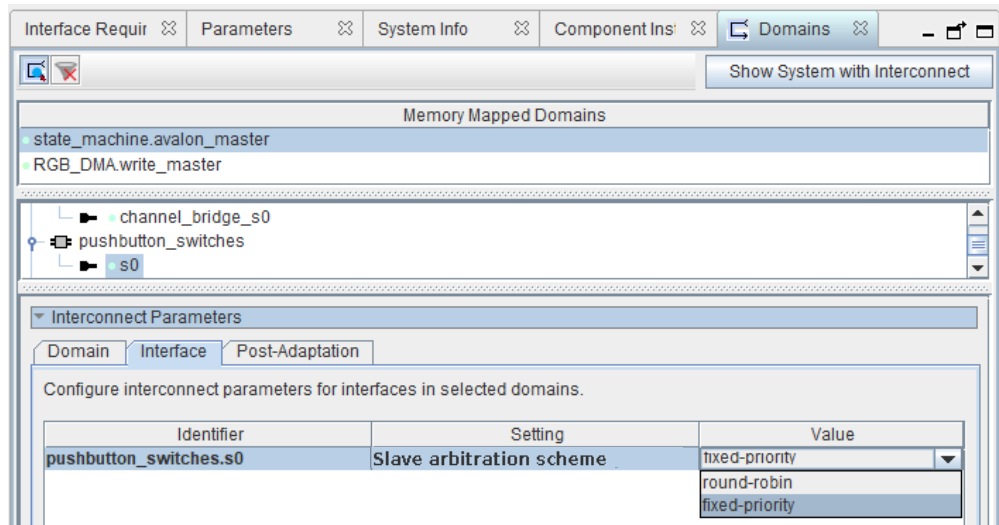 Interface Requir Parameters System Info Component Inst Domains
Show System with Interconnect
Memory Mapped Domains
state_machine.avalon_master
RGB_DMA.write_master
channel_bridge_s0
pushbutton_switches
s0
Interconnect Parameters
Domain Interface Post-Adaptation
Configure interconnect parameters for interfaces in selected domains.
Identifier Setting Value
pushbutton_switches.s0 Slave arbitration scheme fixed-priority
round-robin
fixed-priority